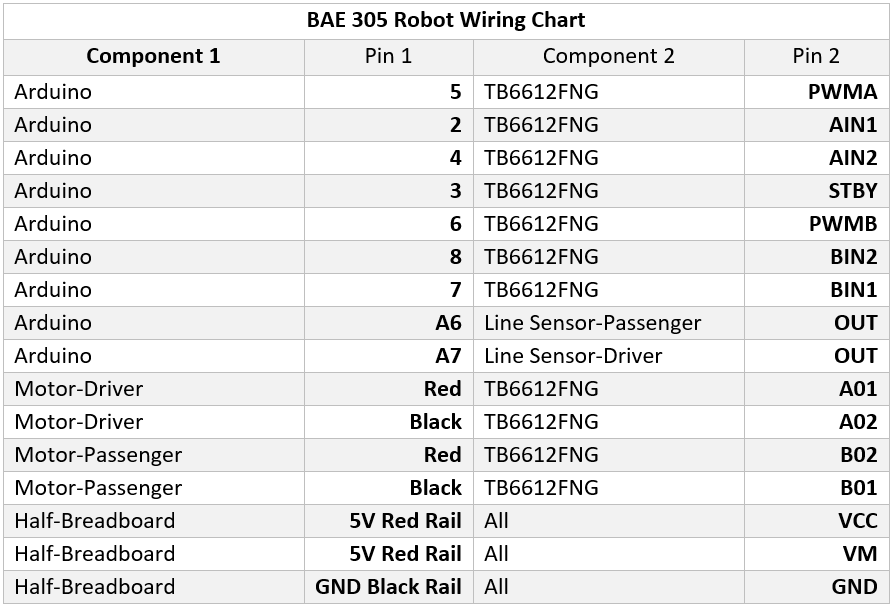 BAE 305 Robot Wiring Chart
Component 1 Pin 1 Component 2 Pin 2
Arduino 5 TB6612FNG PWMA
Arduino 2 TB6612FNG AIN1
Arduino 4 TB6612FNG AIN2
Arduino 3 TB6612FNG STBY
Arduino 6 TB6612FNG PWMB
Arduino 8 TB6612FNG BIN2
Arduino 7 TB6612FNG BIN1
Arduino A6 Line Sensor-Passenger OUT
Arduino A7 Line Sensor-Driver OUT
Motor-Driver Red TB6612FNG A01
Motor-Driver Black TB6612FNG A02
Motor-Passenger Red TB6612FNG B02
Motor-Passenger Black TB6612FNG B01
Half-Breadboard 5V Red Rail All VCC
Half-Breadboard 5V Red Rail All VM
Half-Breadboard GND Black Rail All GND